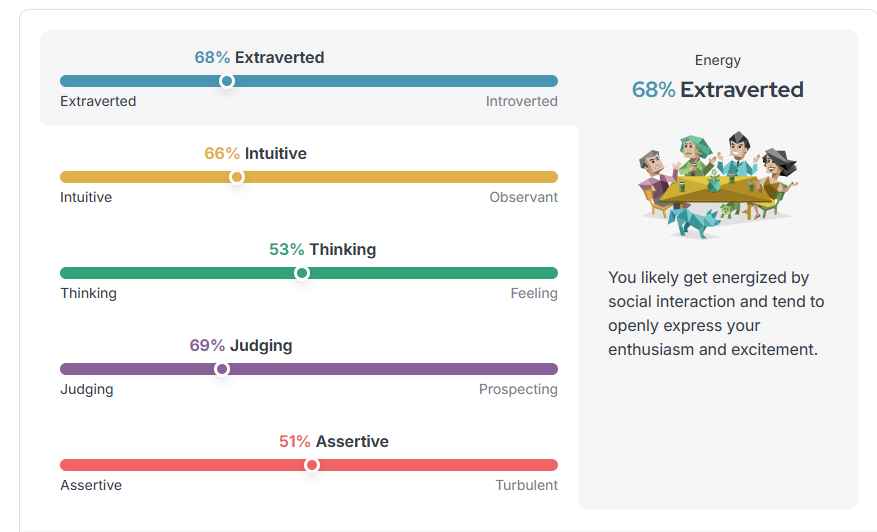 68% Extraverted
Extraverted Introverted
66% Intuitive
Intuitive Observant
53% Thinking
Thinking Feeling
69% Judging
Judging Prospecting
51% Assertive
Assertive Turbulent
Energy
68% Extraverted
You likely get energized by
social interaction and tend to
openly express your
enthusiasm and excitement.